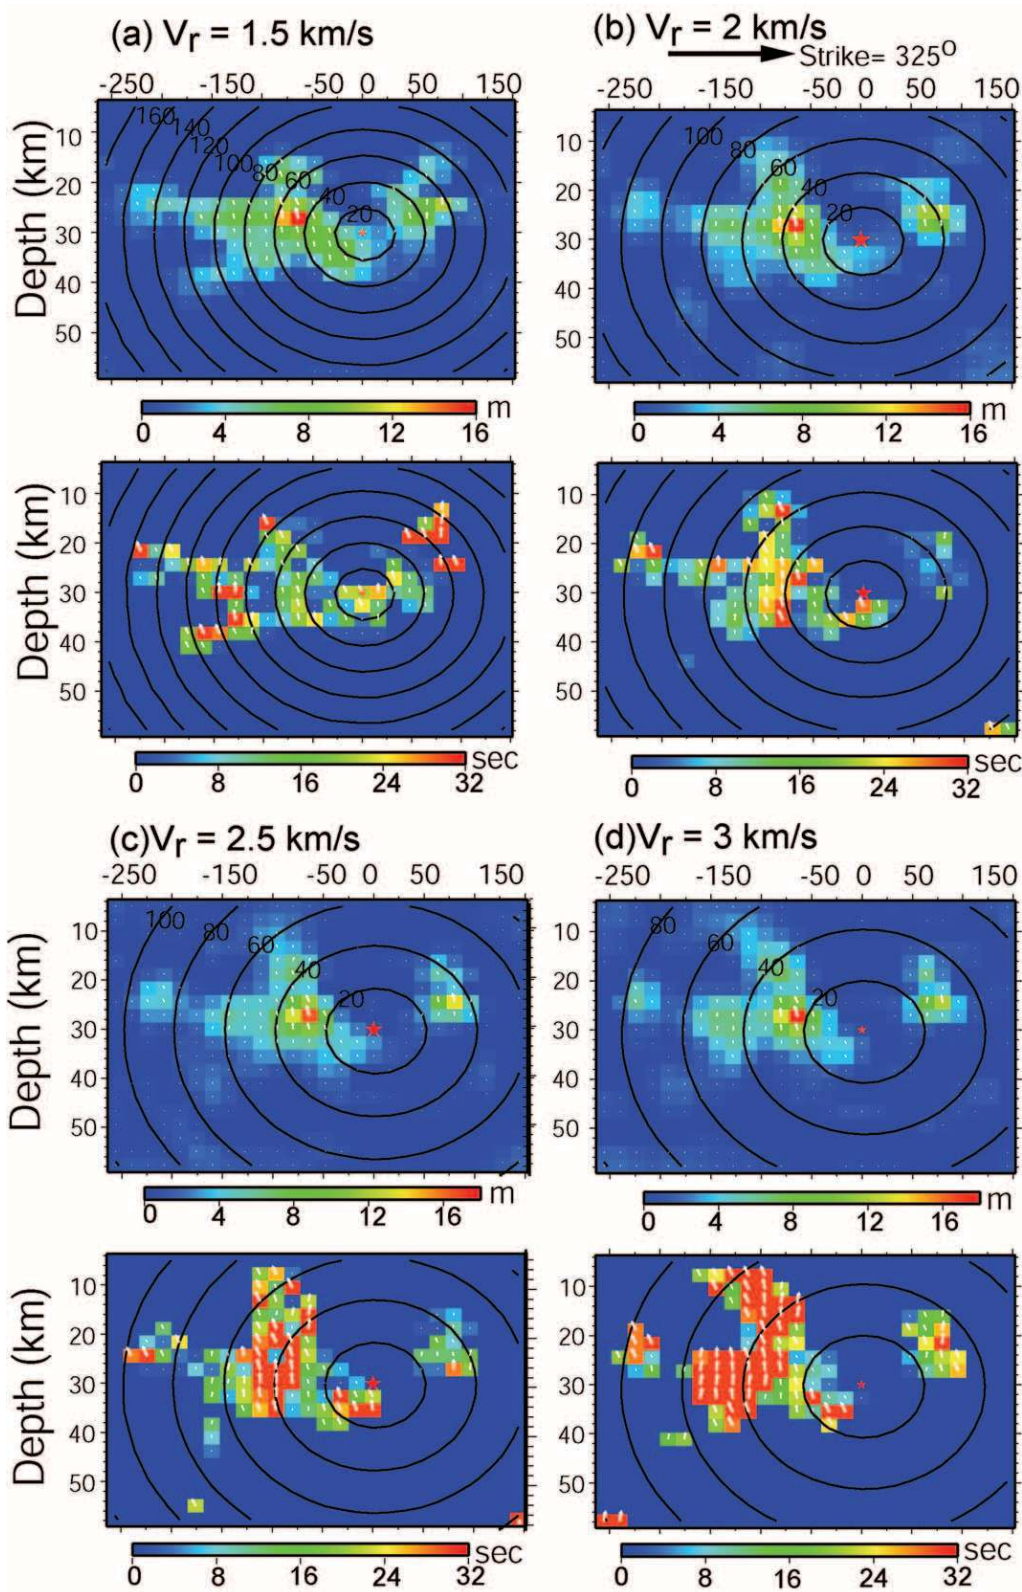 (a) Vr = 1.5 km/s
(b) Vr = 2 km/s
Strike= 325O
-250 -150 -50 0 50 150
-250 -150 -50 0 50 150
Depth (km)
10
20
30
40
50
160 140 120 100 80 60 40 20
10
20
30
40
50
100 80 60 40 20
0 4 8 12 16 m
0 4 8 12 16 m
Depth (km)
10
20
30
40
50
10
20
30
40
50
0 8 16 24 32 sec
0 8 16 24 32 sec
(c)Vr = 2.5 km/s
(d)Vr = 3 km/s
-250 -150 -50 0 50 150
-250 -150 -50 0 50 150
Depth (km)
10
20
30
40
50
100 80 60 40 20
10
20
30
40
50
80 60 40 20
0 4 8 12 16 m
0 4 8 12 16 m
Depth (km)
10
20
30
40
50
10
20
30
40
50
0 8 16 24 32 sec
0 8 16 24 32 sec